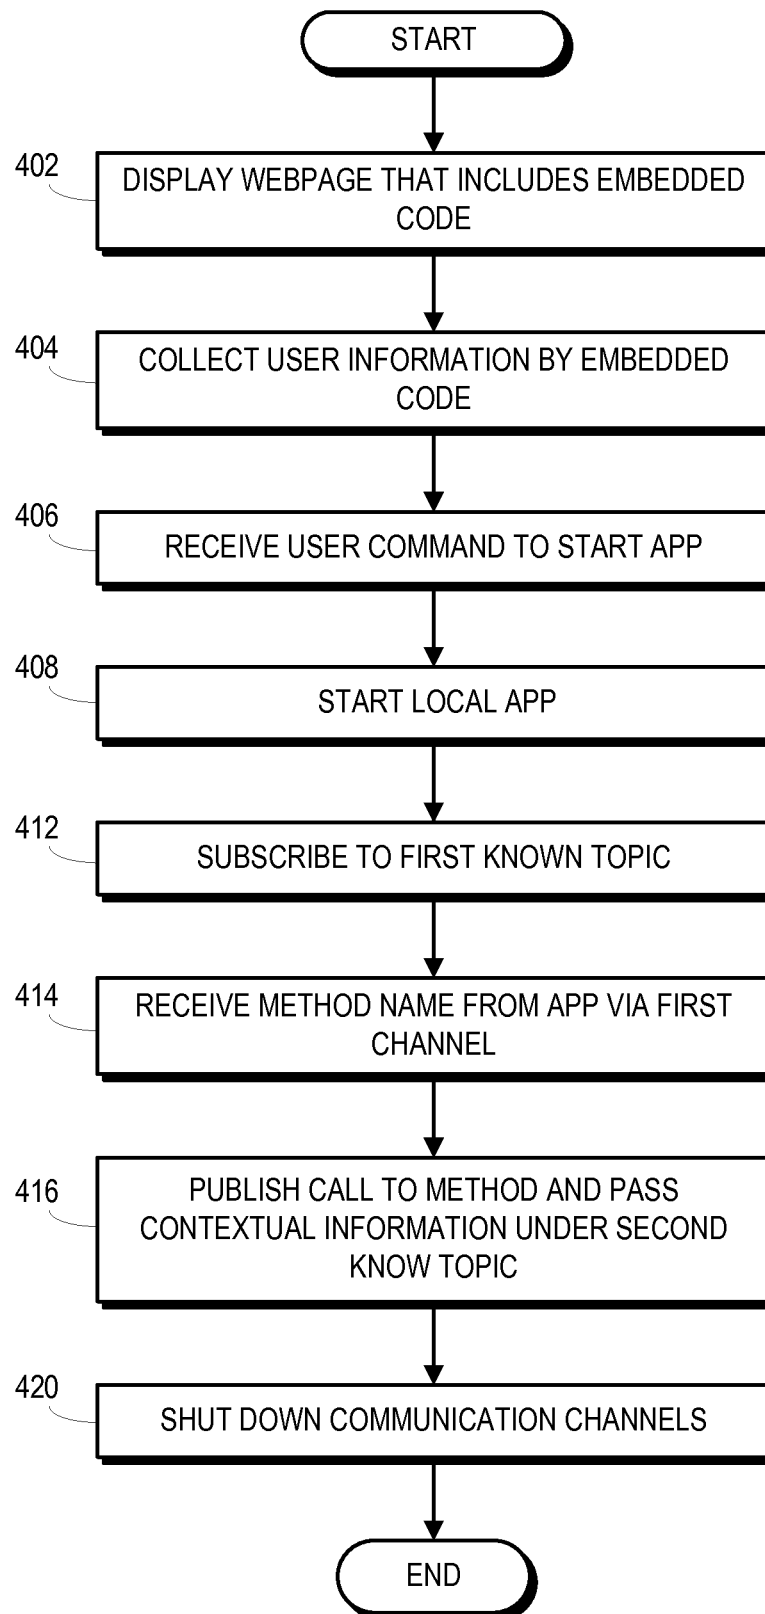 START
402
DISPLAY WEBPAGE THAT INCLUDES EMBEDDED
CODE
404
COLLECT USER INFORMATION BY EMBEDDED
CODE
406
RECEIVE USER COMMAND TO START APP
408
START LOCAL APP
412
SUBSCRIBE TO FIRST KNOWN TOPIC
414
RECEIVE METHOD NAME FROM APP VIA FIRST
CHANNEL
416
PUBLISH CALL TO METHOD AND PASS
CONTEXTUAL INFORMATION UNDER SECOND
KNOW TOPIC
420
SHUT DOWN COMMUNICATION CHANNELS
END